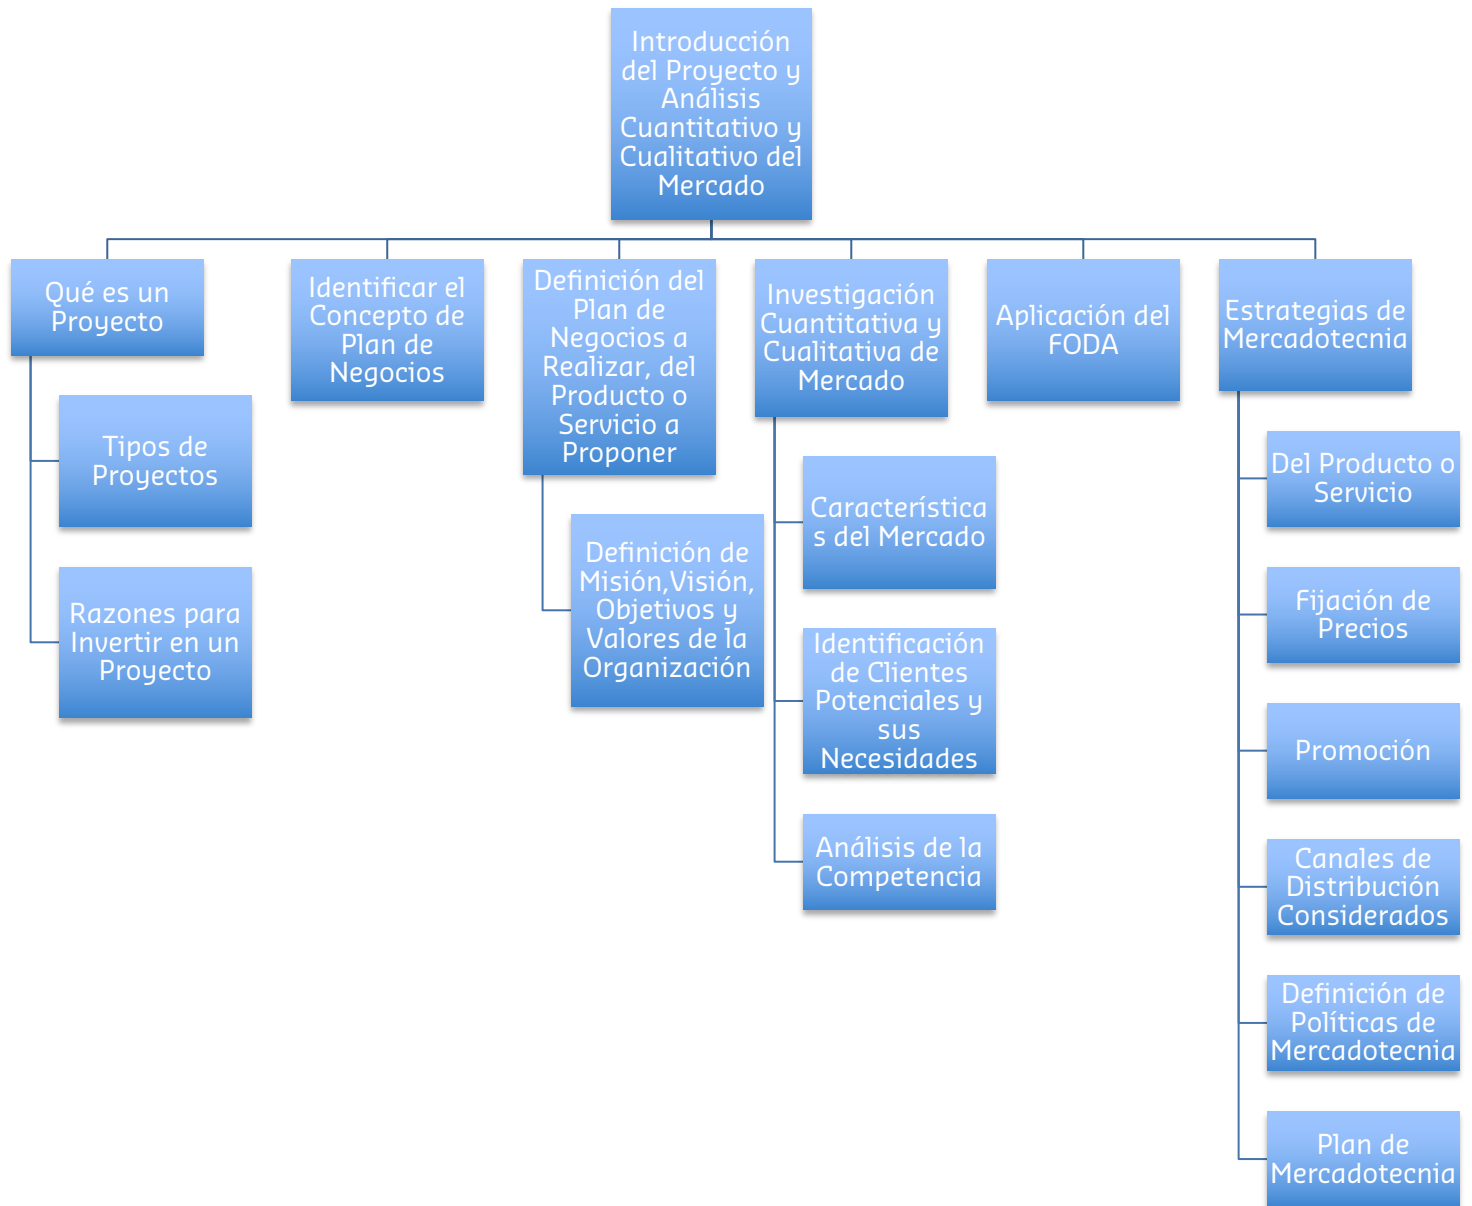 Introducción
del Proyecto y
Análisis
Cuantitativo y
Cualitativo del
Mercado
Qué es un
Proyecto
Tipos de
Proyectos
Razones para
Invertir en un
Proyecto
Identificar el
Concepto de
Plan de
Negocios
Definición del
Plan de
Negocios a
Realizar, del
Producto o
Servicio a
Proponer
Definición de
Misión,Visión,
Objetivos y
Valores de la
Organización
Investigación
Cuantitativa y
Cualitativa de
Mercado
Característica
s del Mercado
Identificación
de Clientes
Potenciales y
sus
Necesidades
Análisis de la
Competencia
Aplicación del
FODA
Estrategias de
Mercadotecnia
Del Producto o
Servicio
Fijación de
Precios
Promoción
Canales de
Distribución
Considerados
Definición de
Políticas de
Mercadotecnia
Plan de
Mercadotecnia